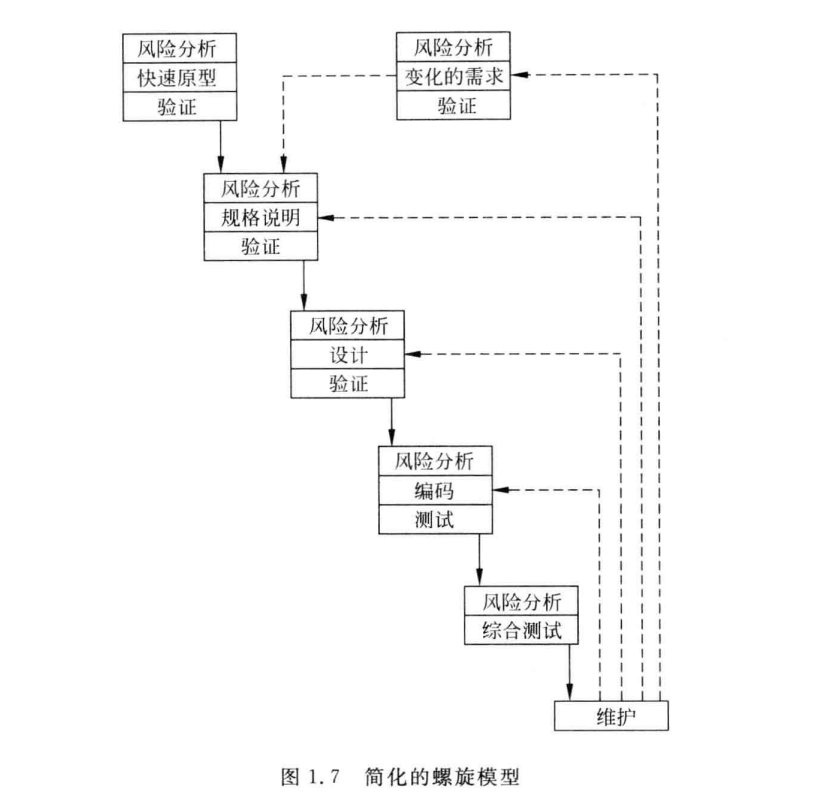 风险分析
快速原型
验证
风险分析
变化的需求
验证
风险分析
规格说明
验证
风险分析
设计
验证
风险分析
编码
测试
风险分析
综合测试
维护
图 1.7 简化的螺旋模型